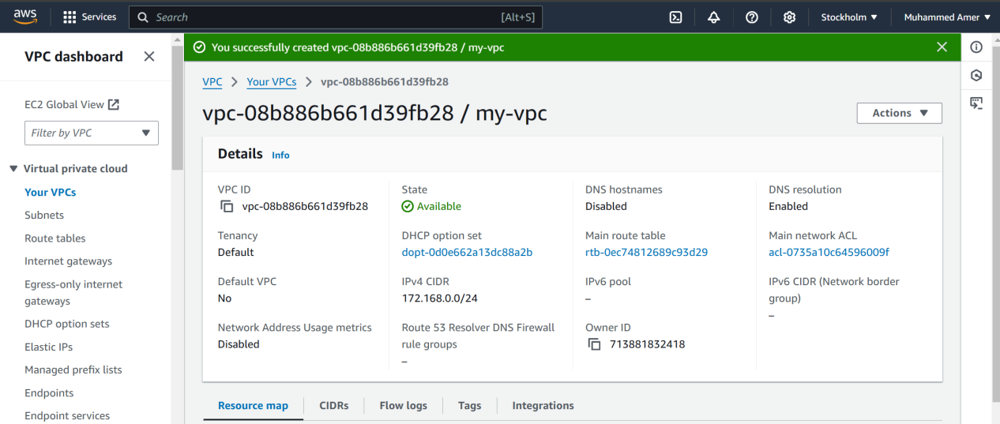 aws
Services
Search [Alt+S]
Stockholm
Muhammed Amer
VPC dashboard
EC2 Global View
Filter by VPC
Virtual private cloud
Your VPCs
Subnets
Route tables
Internet gateways
Egress-only internet
gateways
DHCP option sets
Elastic IPs
Managed prefix lists
Endpoints
Endpoint services
You successfully created vpc-08b886b661d39fb28 / my-vpc
VPC > Your VPCs > vpc-08b886b661d39fb28
vpc-08b886b661d39fb28 / my-vpc
Actions
Details Info
VPC ID
vpc-08b886b661d39fb28
State
Available
DNS hostnames
Disabled
DNS resolution
Enabled
Tenancy
Default
DHCP option set
dopt-0d0e662a13dc88a2b
Main route table
rtb-0ec74812689c93d29
Main network ACL
acl-0735a10c64596009f
Default VPC
No
IPv4 CIDR
172.168.0.0/24
IPv6 pool
–
IPv6 CIDR (Network border
group)
–
Network Address Usage metrics
Disabled
Route 53 Resolver DNS Firewall
rule groups
–
Owner ID
713881832418
Resource map
CIDRs
Flow logs
Tags
Integrations